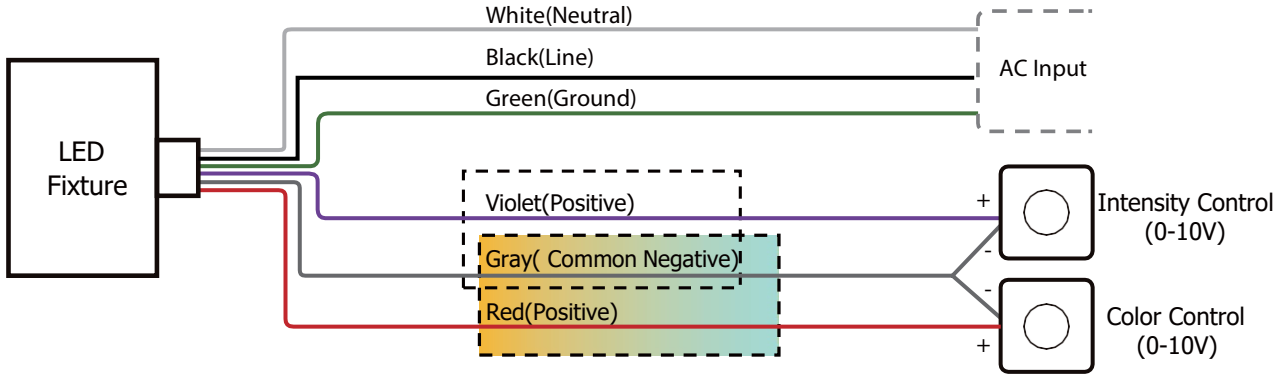 White(Neutral)
Black(Line)
AC Input
Green(Ground)
LED
Fixture
Violet(Positive)
+
Intensity Control
(0-10V)
-
Gray( Common Negative)
-
Red(Positive)
Color Control
(0-10V)
+